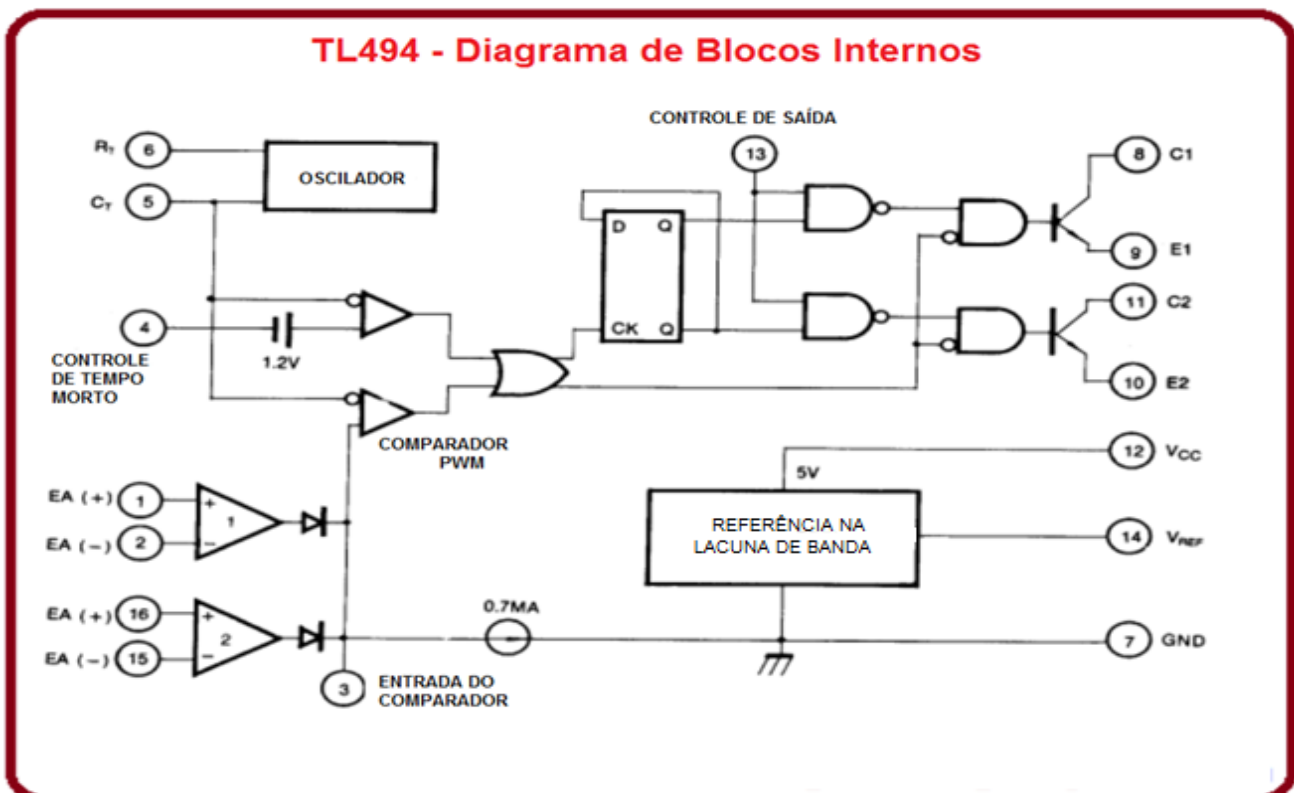 TL494 - Diagrama de Blocos Internos
CONTROLE DE SAÍDA
13
RT 6
OSCILADOR
CT 5
8 C1
9 E1
D Q
CK Q
11 C2
10 E2
4
CONTROLE
DE TEMPO
MORTO
1.2V
COMPARADOR
PWM
12 VCC
5V
REFERÊNCIA NA
LACUNA DE BANDA
14 VREF
EA (+) 1
EA (−) 2
+
1
−
EA (+) 16
EA (−) 15
+
2
−
0.7MA
7 GND
3
ENTRADA DO
COMPARADOR